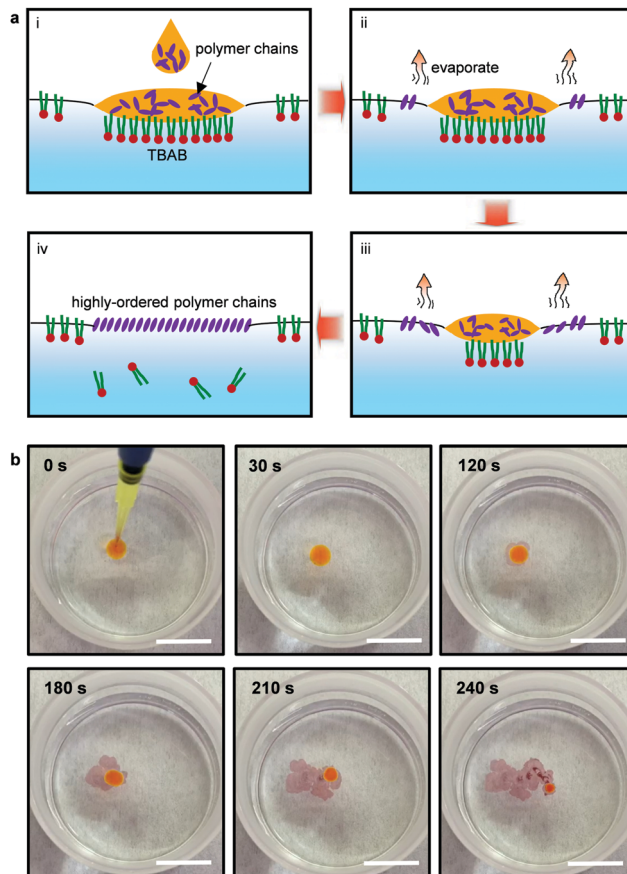 a
i
polymer chains
TBAB
ii
evaporate
iv
highly-ordered polymer chains
iii
b
0 s
30 s
120 s
180 s
210 s
240 s